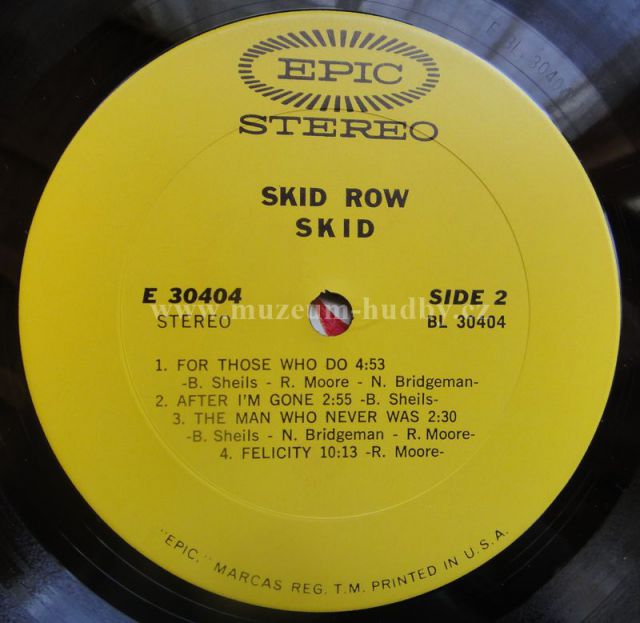 EPIC
STEREO
SKID ROW
SKID
E 30404
STEREO
SIDE 2
BL 30404
www.muzeum-hudby.cz
1. FOR THOSE WHO DO 4:53
-B. Sheils - R. Moore - N. Bridgeman-
2. AFTER I'M GONE 2:55 -B. Sheils-
3. THE MAN WHO NEVER WAS 2:30
-B. Sheils - N. Bridgeman - R. Moore-
4. FELICITY 10:13 -R. Moore-
"EPIC," MARCAS REG. T.M. PRINTED IN U.S.A.
E BL 30404